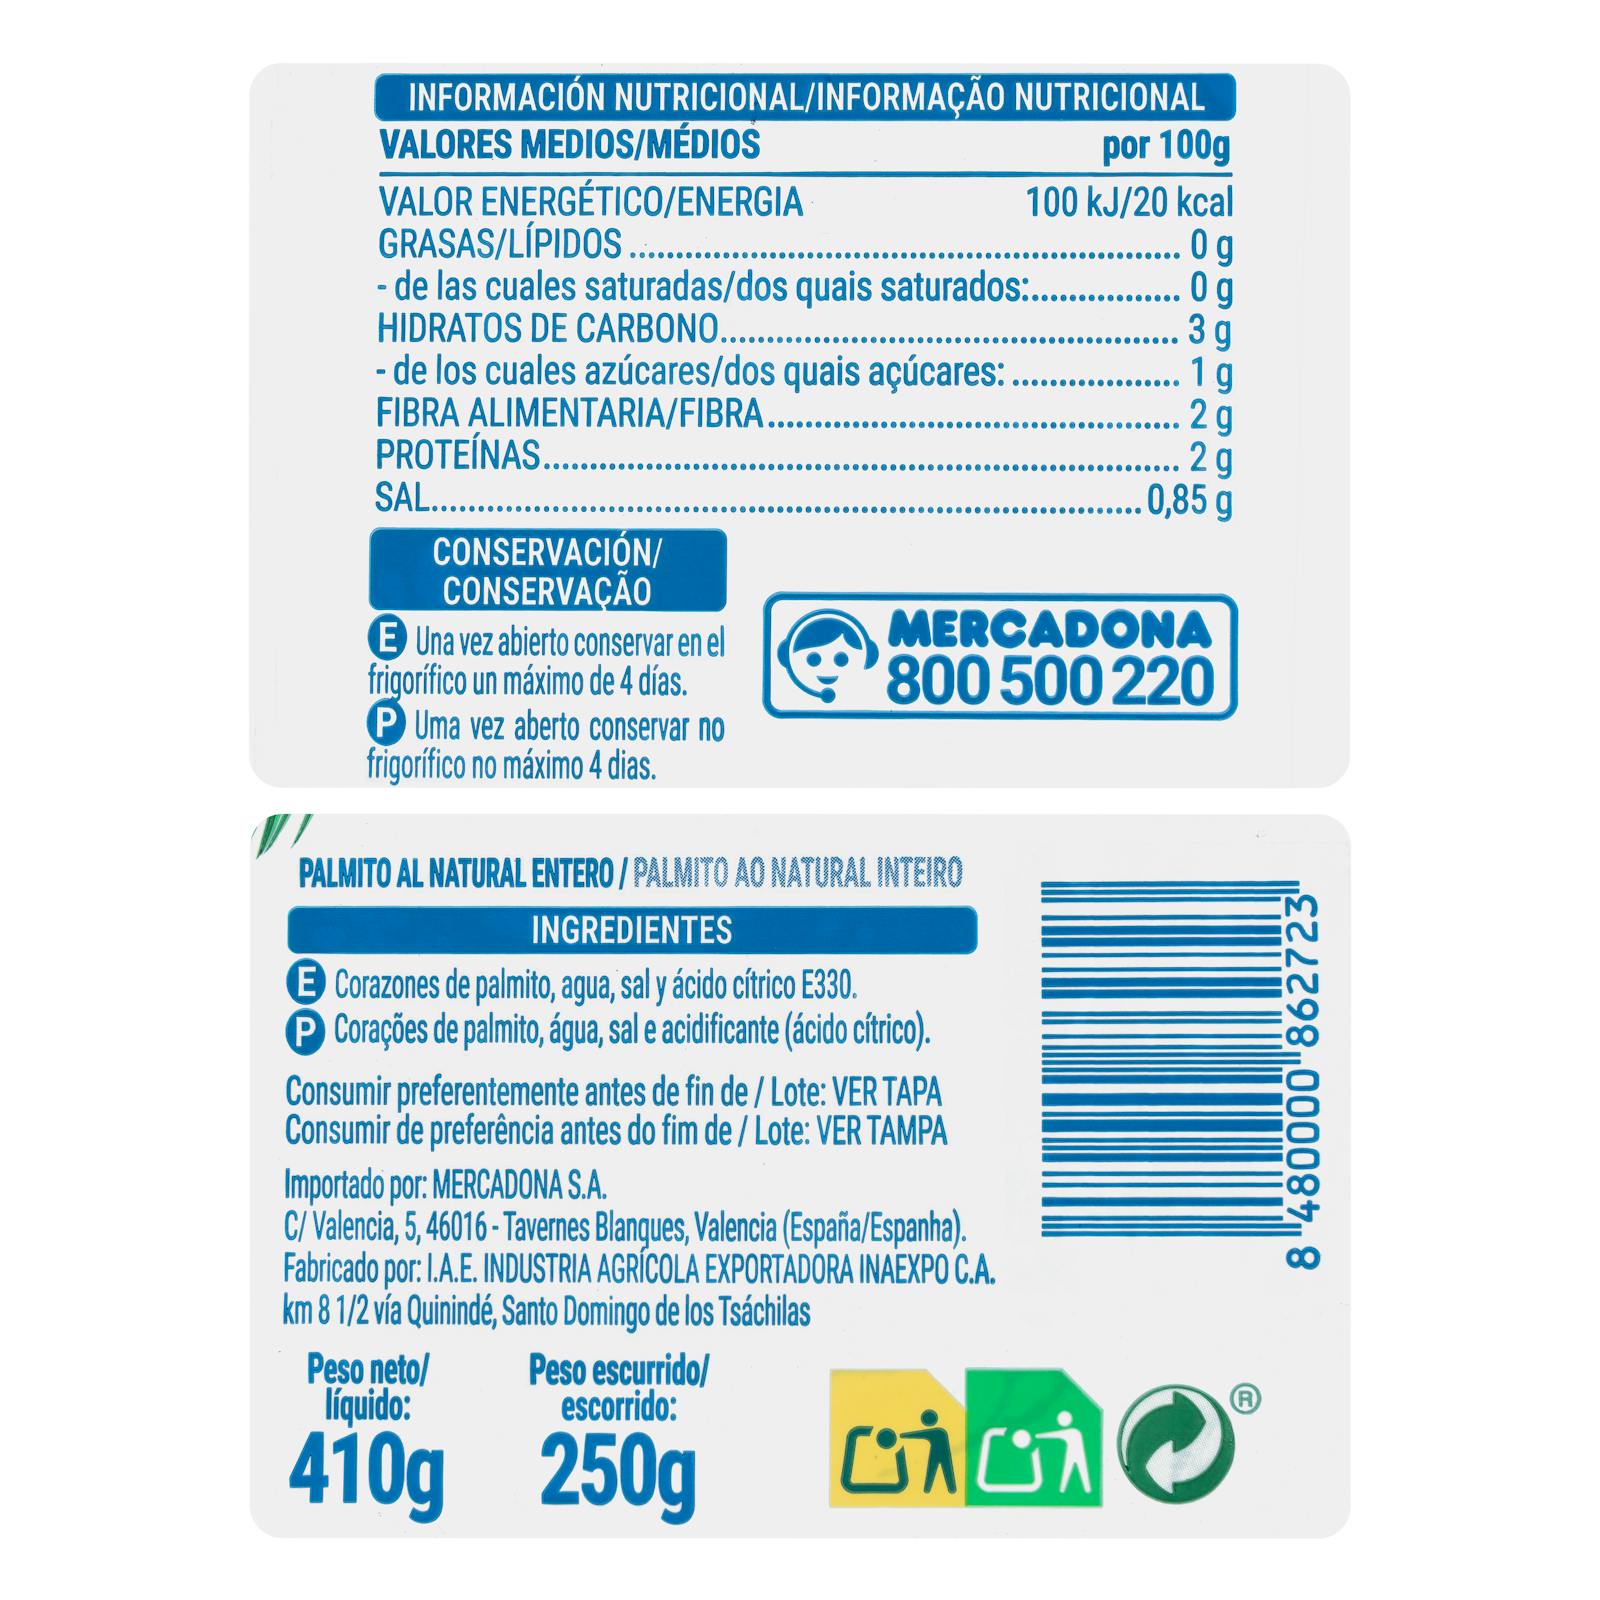 INFORMACIÓN NUTRICIONAL/INFORMAÇÃO NUTRICIONAL
VALORES MEDIOS/MÉDIOS por 100g
VALOR ENERGÉTICO/ENERGIA 100 kJ/20 kcal
GRASAS/LÍPIDOS 0 g
- de las cuales saturadas/dos quais saturados: 0 g
HIDRATOS DE CARBONO 3 g
- de los cuales azúcares/dos quais açúcares: 1 g
FIBRA ALIMENTARIA/FIBRA 2 g
PROTEÍNAS 2 g
SAL 0,85 g
CONSERVACIÓN/
CONSERVAÇÃO
E Una vez abierto conservar en el
frigorífico un máximo de 4 días.
P Uma vez aberto conservar no
frigorífico no máximo 4 dias.
MERCADONA
800 500 220
PALMITO AL NATURAL ENTERO / PALMITO AO NATURAL INTEIRO
INGREDIENTES
E Corazones de palmito, agua, sal y ácido cítrico E330.
P Corações de palmito, água, sal e acidificante (ácido cítrico).
Consumir preferentemente antes de fin de / Lote: VER TAPA
Consumir de preferência antes do fim de / Lote: VER TAMPA
Importado por: MERCADONA S.A.
C/ Valencia, 5, 46016 - Tavernes Blanques, Valencia (España/Espanha).
Fabricado por: I.A.E. INDUSTRIA AGRÍCOLA EXPORTADORA INAEXPO C.A.
km 8 1/2 vía Quinindé, Santo Domingo de los Tsáchilas
Peso neto/
líquido:
410g
Peso escurrido/
escorrido:
250g
8 480000 862723
®